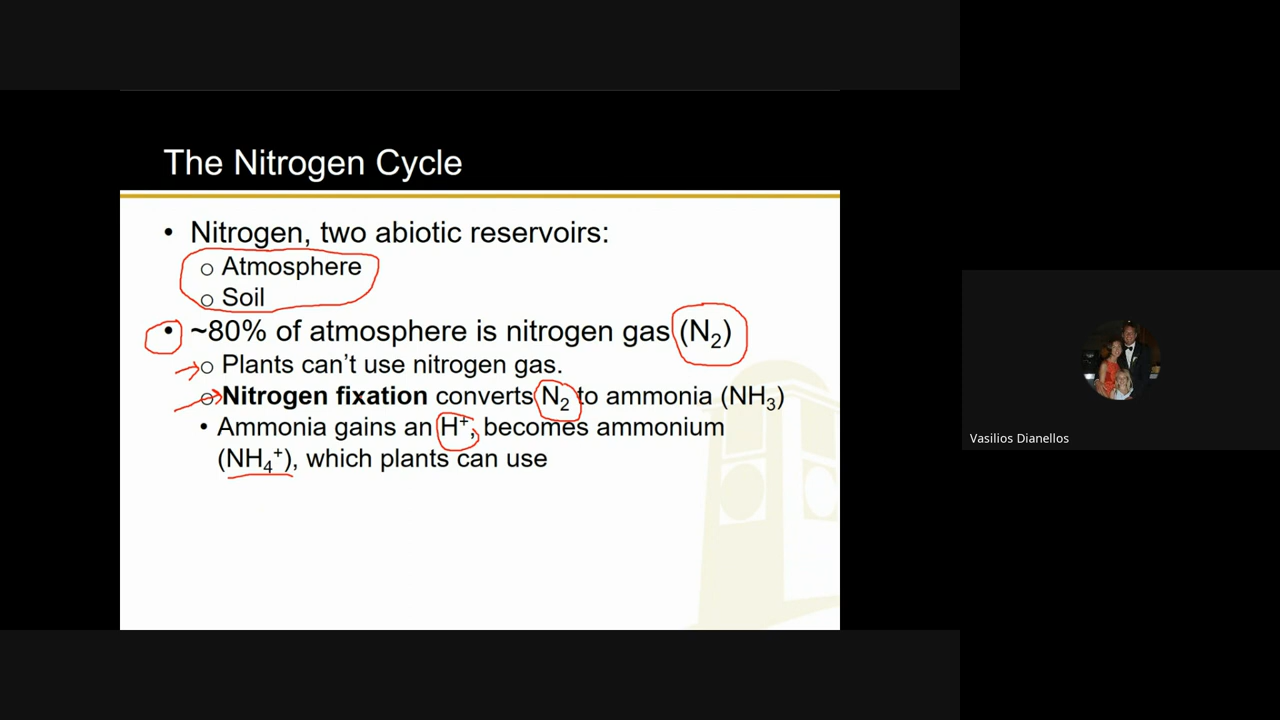 The Nitrogen Cycle
• Nitrogen, two abiotic reservoirs:
○ Atmosphere
○ Soil
• ~80% of atmosphere is nitrogen gas (N₂)
○ Plants can’t use nitrogen gas.
○ Nitrogen fixation converts N₂ to ammonia (NH₃)
• Ammonia gains an H⁺, becomes ammonium
(NH₄⁺), which plants can use
Vasilios Dianellos